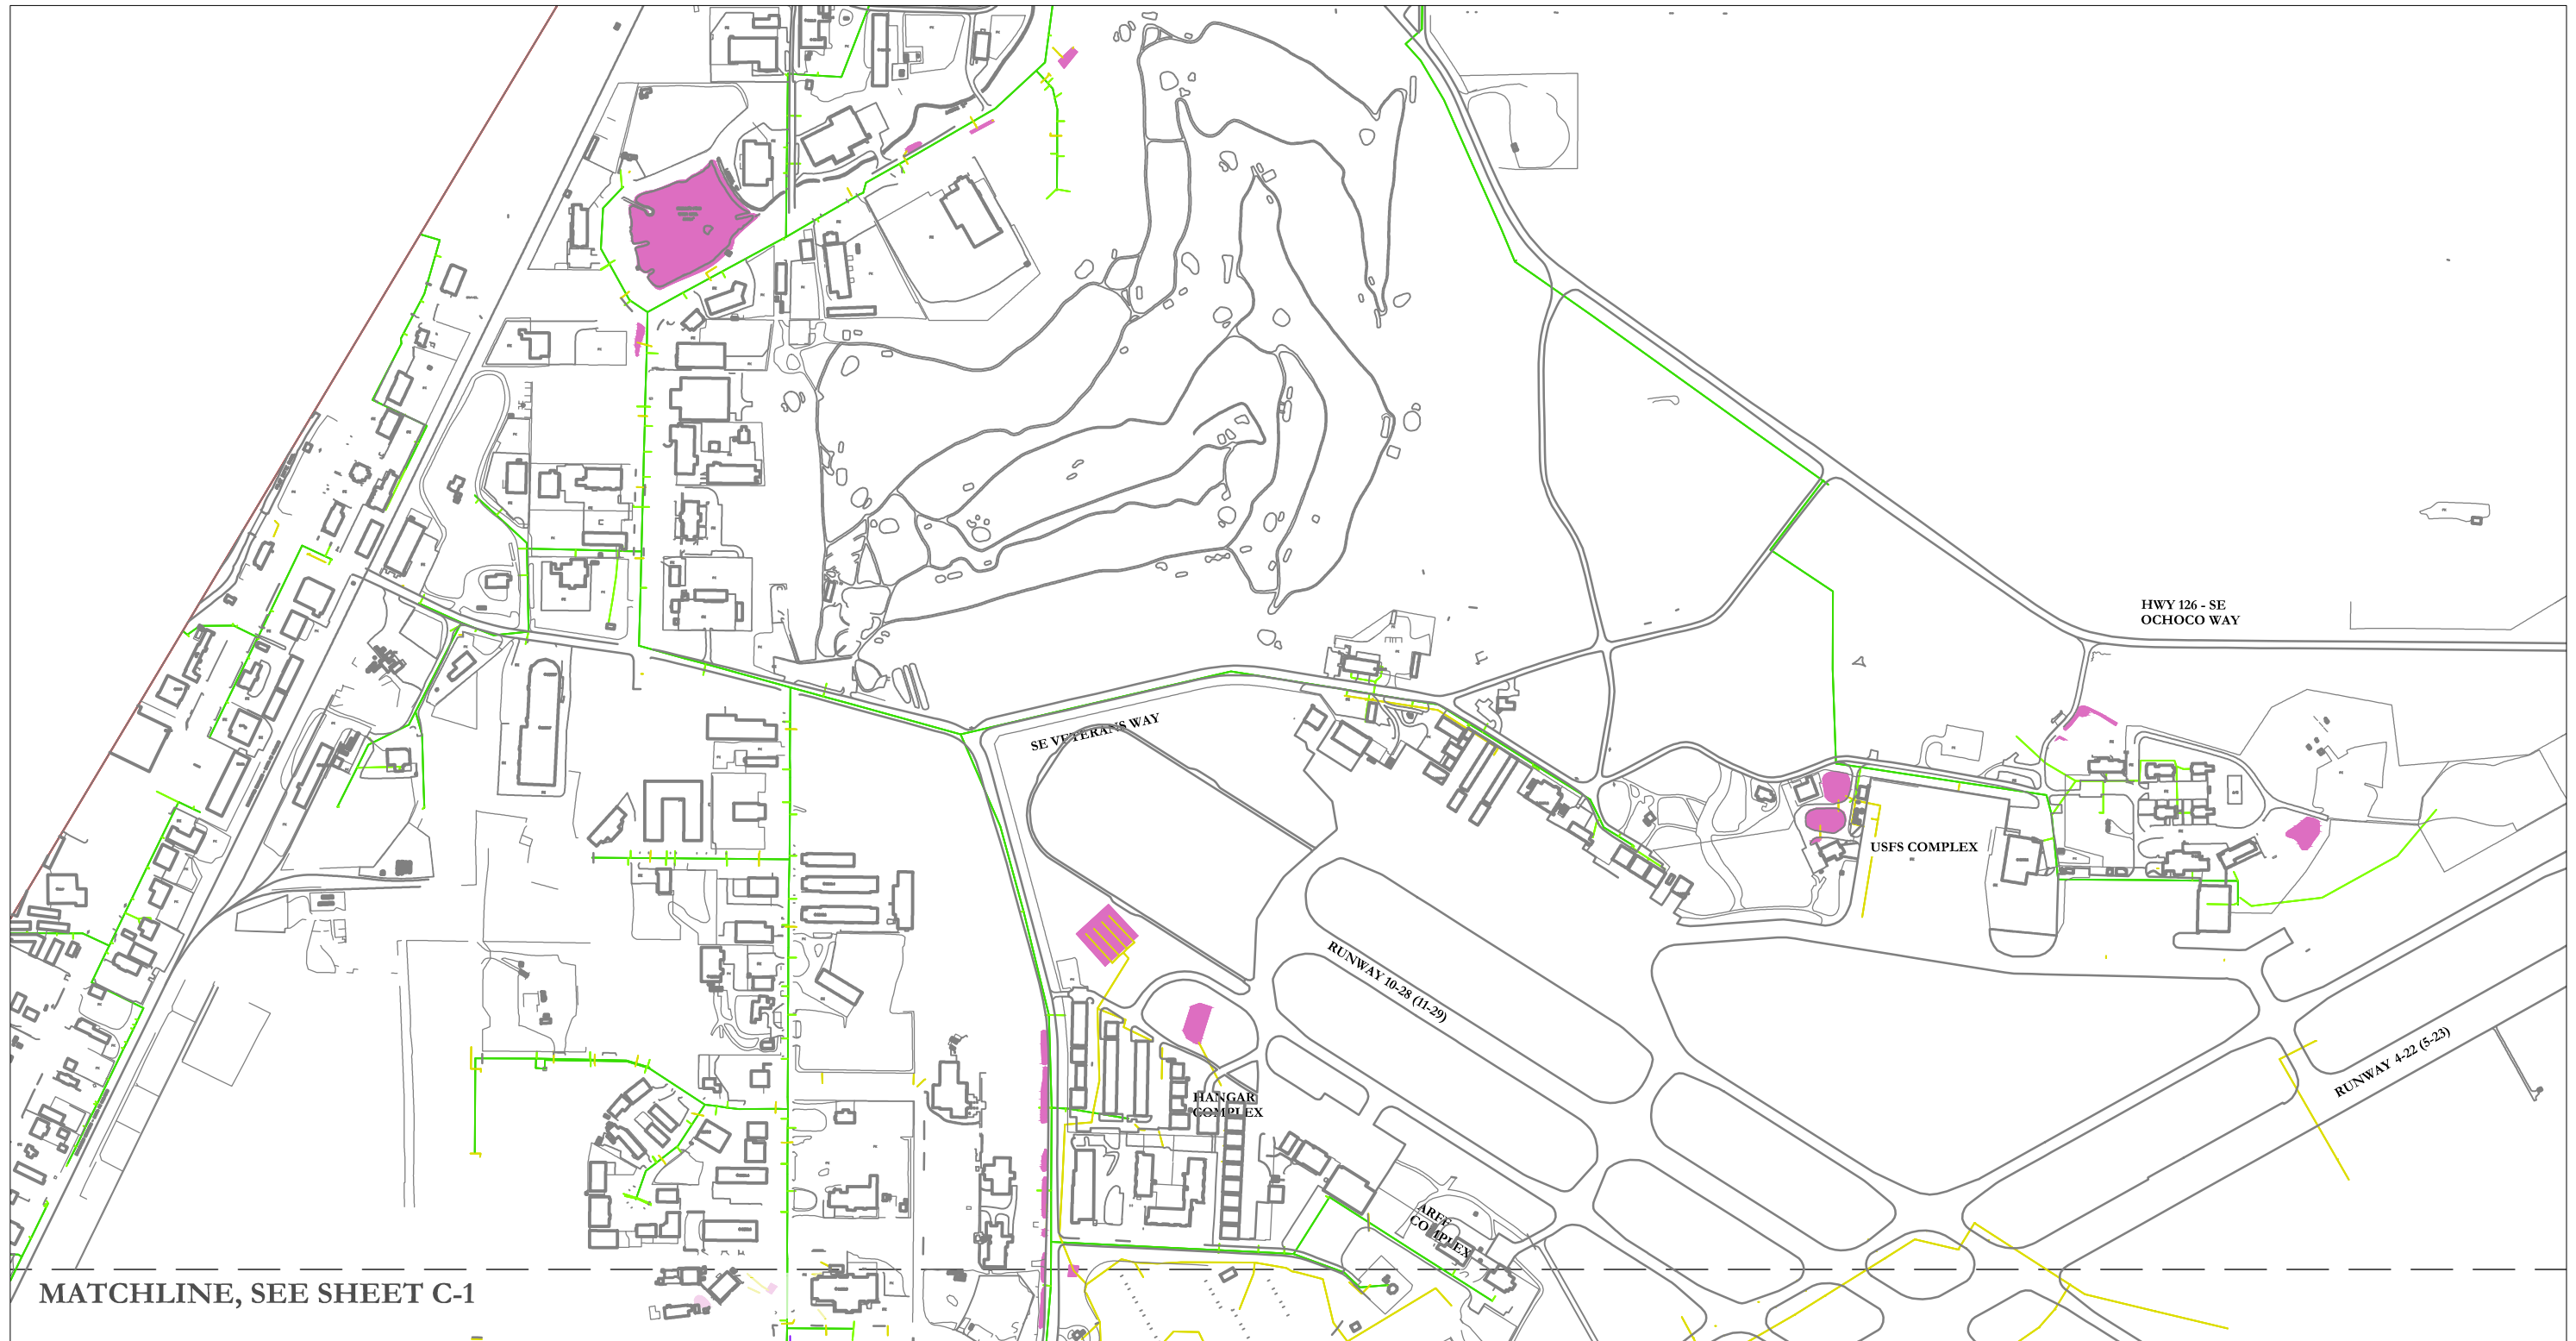 HWY 126 - SE
OCHOCO WAY
SE VETERANS WAY
USFS COMPLEX
RUNWAY 10-28 (11-29)
RUNWAY 4-22 (5-23)
HANGAR
COMPLEX
ARFF
COMPLEX
MATCHLINE, SEE SHEET C-1